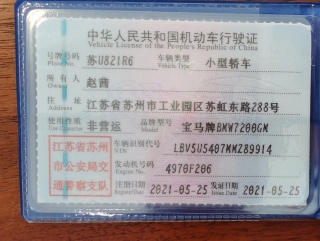 中华人民共和国机动车行驶证
Vehicle License of the People's Republic of China
号牌号码 苏U821R6 车辆类型 小型轿车
Plate No. Vehicle Type
所有人 赵茜
Owner
住址 江苏省苏州市工业园区苏虹东路288号
Address
使用性质 非营运 品牌型号 宝马牌BMW7200GM
Use Character Model
江苏省苏州市公安局交通警察支队
车辆识别代号 LBVSU5407MMZ89914
VIN
发动机号码 4970F206
Engine No.
注册日期 2021-05-25 发证日期 2021-05-25
Register Date Issue Date